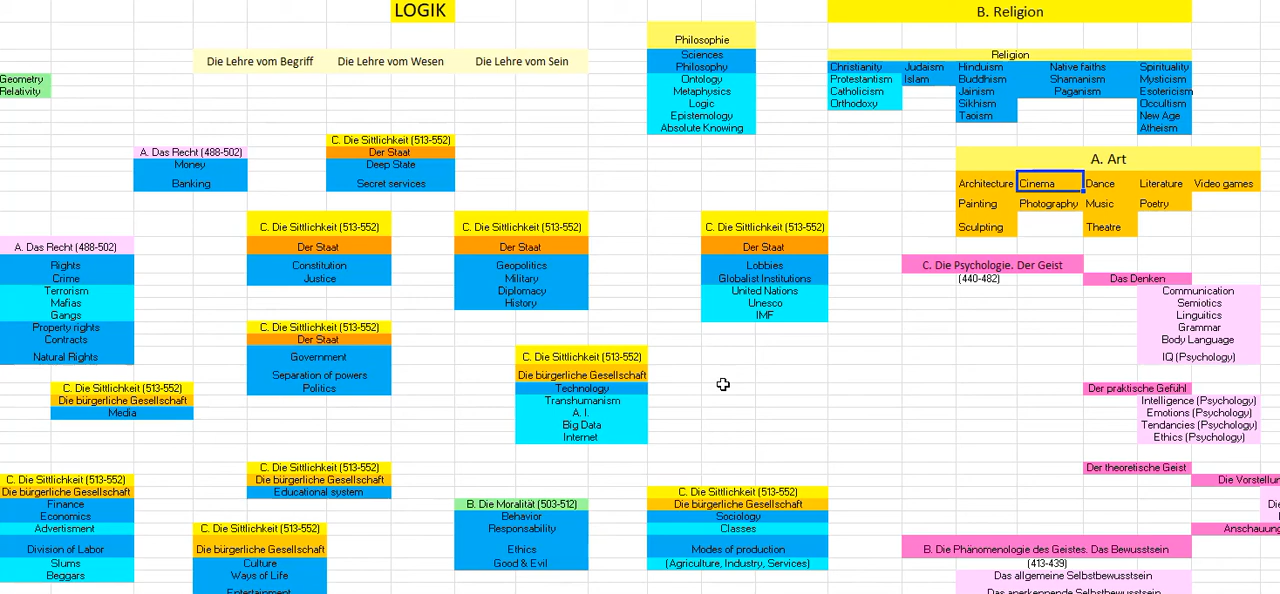 LOGIK
B. Religion
Philosophie
Die Lehre vom Begriff
Die Lehre vom Wesen
Die Lehre vom Sein
Sciences
Philosophy
Ontology
Metaphysics
Logic
Epistemology
Absolute Knowing
Religion
Christianity Judaism Hinduism Native faiths Spirituality
Protestantism Islam Buddhism Shamanism Mysticism
Catholicism Jainism Paganism Esotericism
Orthodoxy Sikhism Occultism
Taoism New Age
Atheism
Geometry
Relativity
A. Das Recht (488-502)
Money
Banking
C. Die Sittlichkeit (513-552)
Der Staat
Deep State
Secret services
A. Art
Architecture Cinema Dance Literature Video games
Painting Photography Music Poetry
Sculpting Theatre
A. Das Recht (488-502)
Rights
Crime
Terrorism
Mafias
Gangs
Property rights
Contracts
Natural Rights
C. Die Sittlichkeit (513-552)
Der Staat
Constitution
Justice
C. Die Sittlichkeit (513-552)
Der Staat
Geopolitics
Military
Diplomacy
History
C. Die Sittlichkeit (513-552)
Der Staat
Lobbies
Globalist Institutions
United Nations
Unesco
IMF
C. Die Psychologie. Der Geist
(440-482)
Das Denken
Communication
Semiotics
Linguitics
Grammar
Body Language
IQ (Psychology)
C. Die Sittlichkeit (513-552)
Der Staat
Government
Separation of powers
Politics
C. Die Sittlichkeit (513-552)
Die bürgerliche Gesellschaft
Technology
Transhumanism
A. I.
Big Data
Internet
C. Die Sittlichkeit (513-552)
Die bürgerliche Gesellschaft
Media
Der praktische Gefühl
Intelligence (Psychology)
Emotions (Psychology)
Tendancies (Psychology)
Ethics (Psychology)
C. Die Sittlichkeit (513-552)
Die bürgerliche Gesellschaft
Educational system
Der theoretische Geist
Die Vorstellun
Di
Anschauung
C. Die Sittlichkeit (513-552)
Die bürgerliche Gesellschaft
Finance
Economics
Advertisment
Division of Labor
Slums
Beggars
C. Die Sittlichkeit (513-552)
Die bürgerliche Gesellschaft
Culture
Ways of Life
Entertainment
B. Die Moralität (503-512)
Behavior
Responsability
Ethics
Good & Evil
C. Die Sittlichkeit (513-552)
Die bürgerliche Gesellschaft
Sociology
Classes
Modes of production
(Agriculture, Industry, Services)
B. Die Phänomenologie des Geistes. Das Bewusstsein
(413-439)
Das allgemeine Selbstbewusstsein
Das anerkennende Selbstbewusstsein